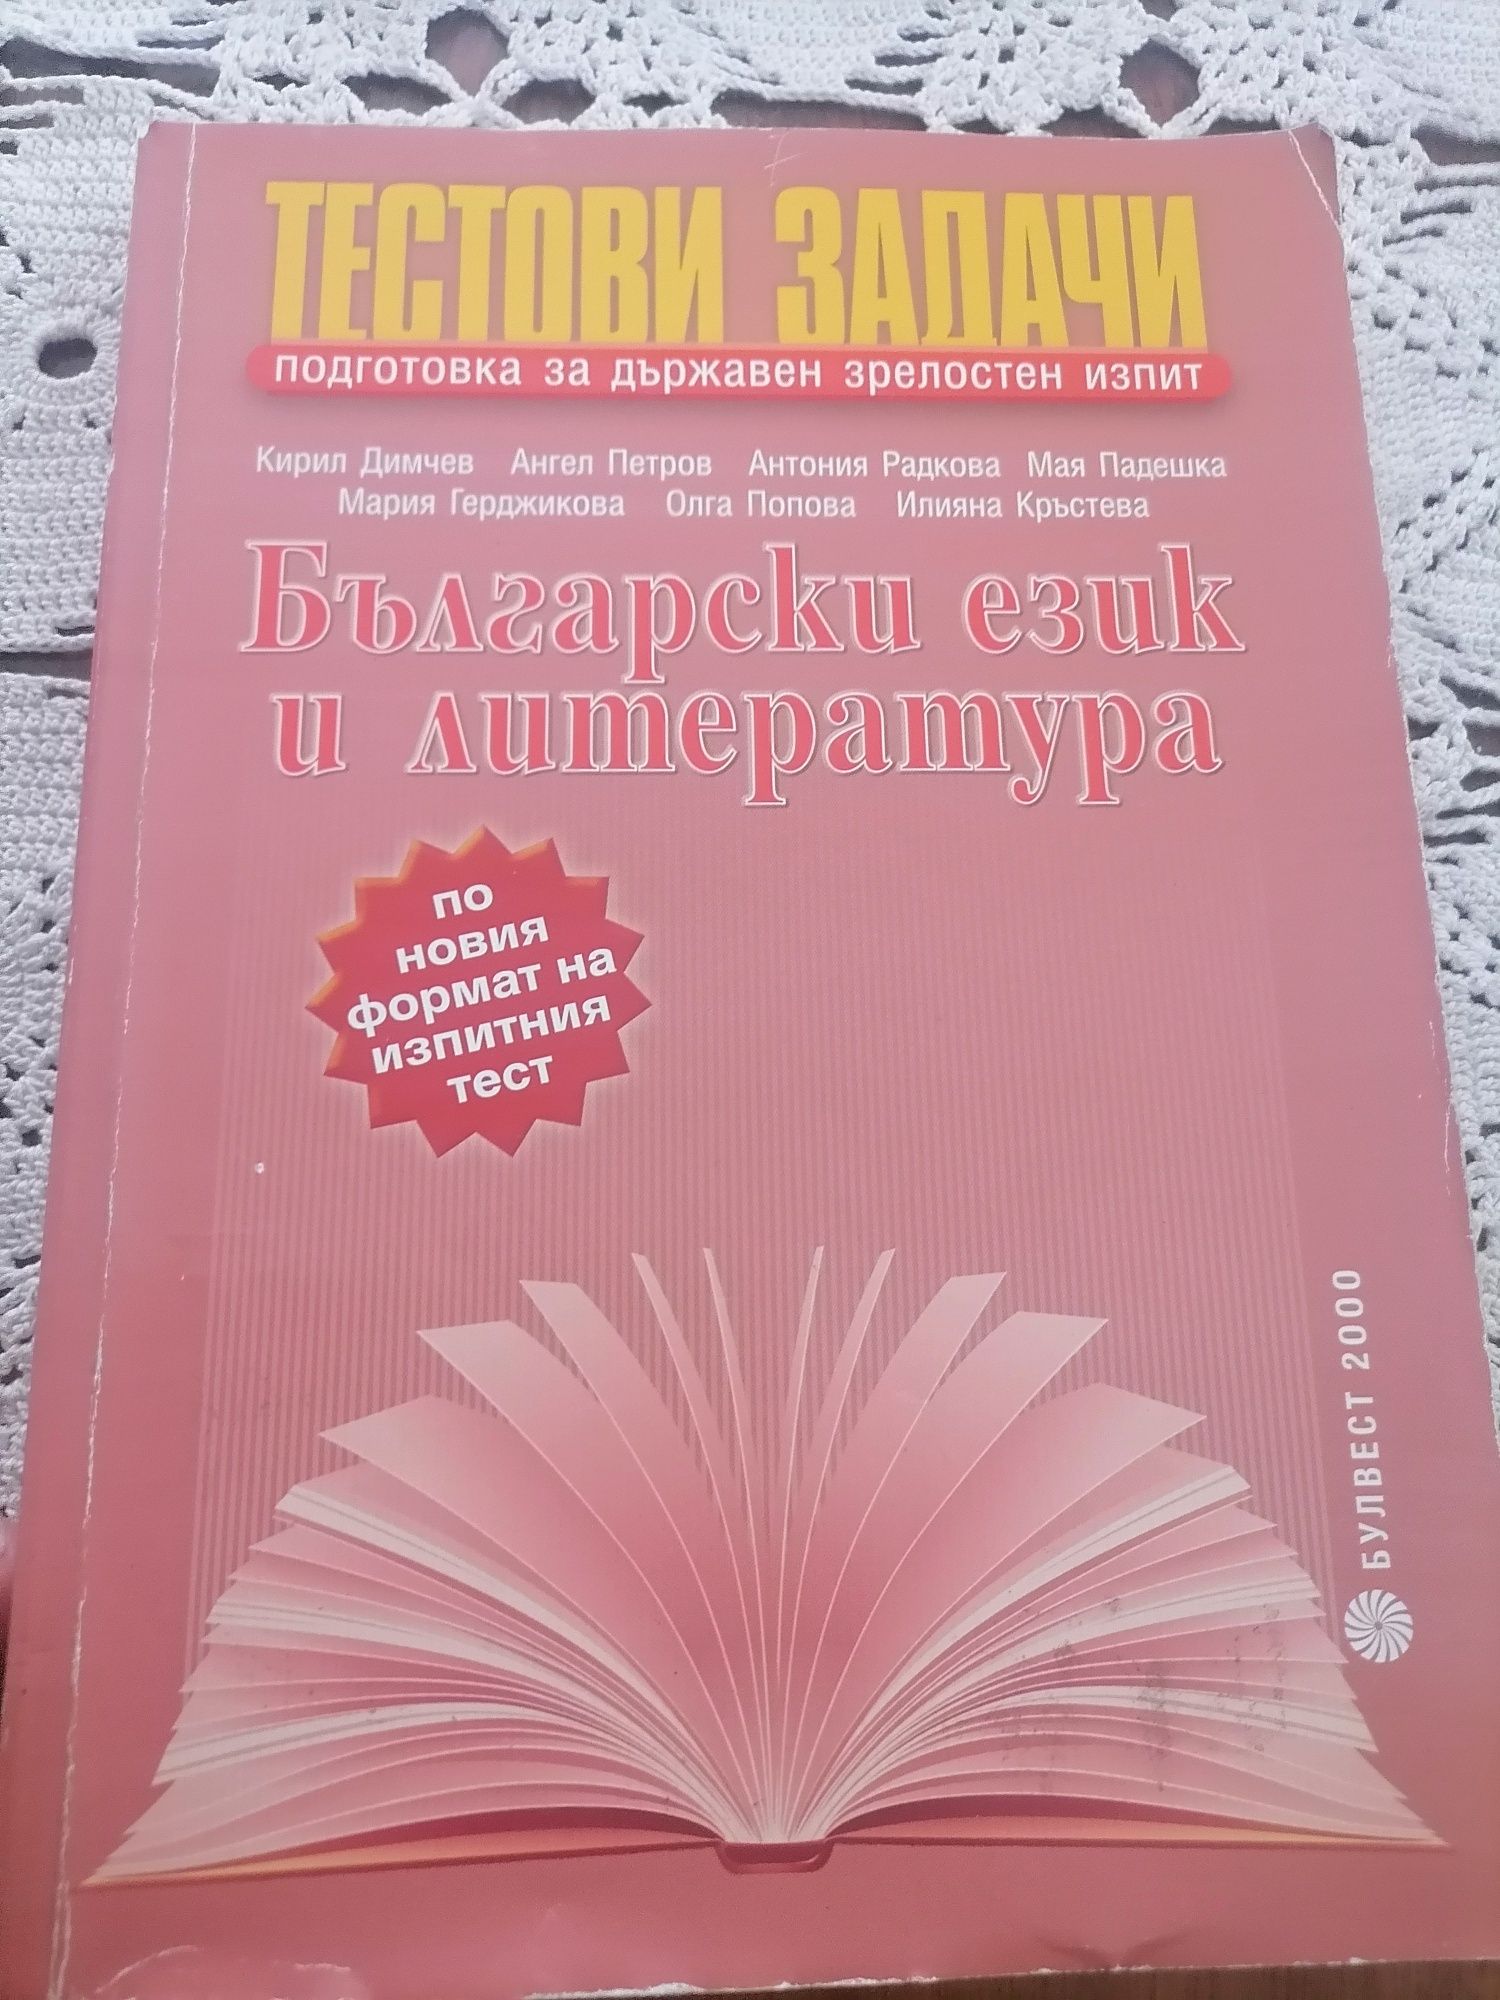 ТЕСТОВИ ЗАДАЧИ
подготовка за държавен зрелостен изпит
Кирил Димчев Ангел Петров Антония Радкова Мая Падешка
Мария Герджикова Олга Попова Илияна Кръстева
Български език
и литература
по
новия
формат на
изпитния
тест
БУЛВЕСТ 2000